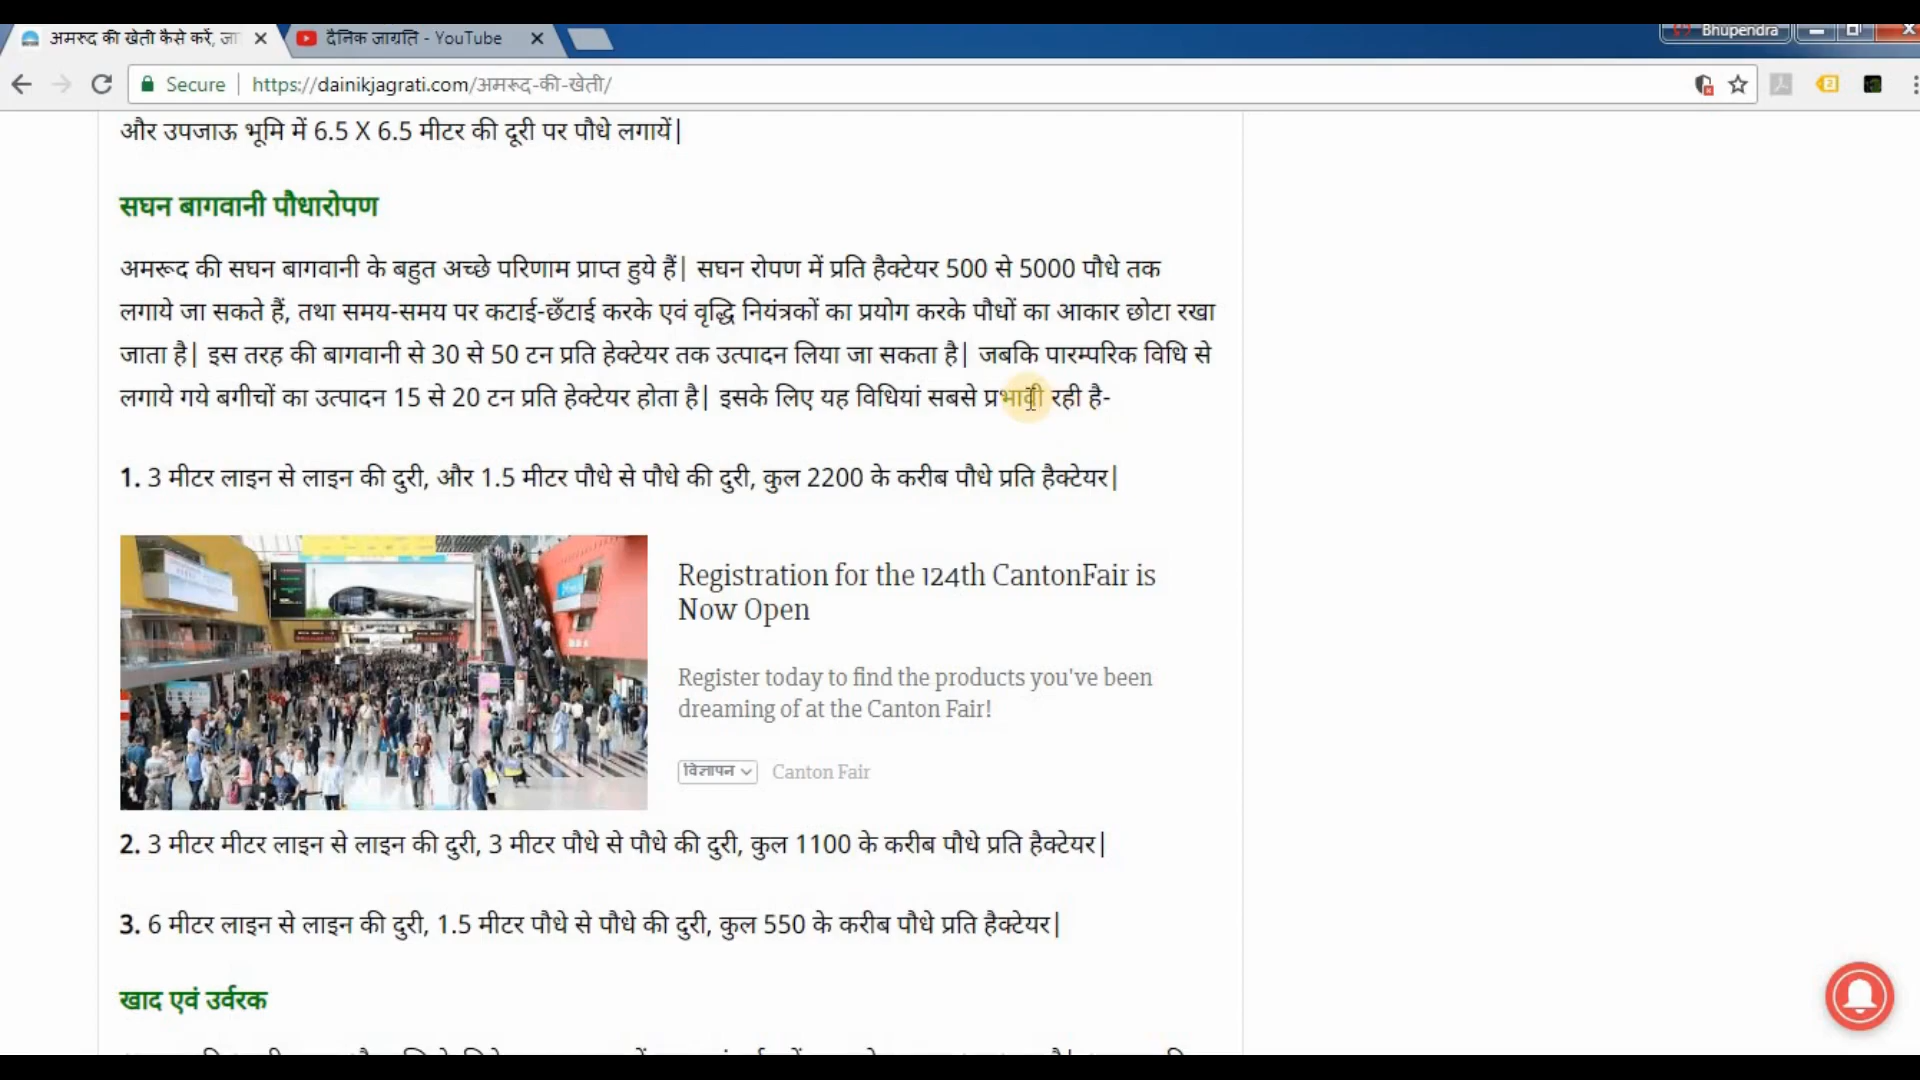 अमरुद की खेती कैसे करें, जा
दैनिक जाग्रति - YouTube
Bhupendra
Secure
https://dainikjagrati.com/अमरूद-की-खेती/
और उपजाऊ भूमि में 6.5 X 6.5 मीटर की दूरी पर पौधे लगायें|
सघन बागवानी पौधारोपण
अमरूद की सघन बागवानी के बहुत अच्छे परिणाम प्राप्त हुये हैं| सघन रोपण में प्रति हैक्टेयर 500 से 5000 पौधे तक
लगाये जा सकते हैं, तथा समय-समय पर कटाई-छँटाई करके एवं वृद्धि नियंत्रकों का प्रयोग करके पौधों का आकार छोटा रखा
जाता है| इस तरह की बागवानी से 30 से 50 टन प्रति हेक्टेयर तक उत्पादन लिया जा सकता है| जबकि पारम्परिक विधि से
लगाये गये बगीचों का उत्पादन 15 से 20 टन प्रति हेक्टेयर होता है| इसके लिए यह विधियां सबसे प्रभावी रही है-
1. 3 मीटर लाइन से लाइन की दुरी, और 1.5 मीटर पौधे से पौधे की दुरी, कुल 2200 के करीब पौधे प्रति हैक्टेयर|
Registration for the 124th CantonFair is
Now Open
Register today to find the products you've been
dreaming of at the Canton Fair!
विज्ञापन
Canton Fair
2. 3 मीटर मीटर लाइन से लाइन की दुरी, 3 मीटर पौधे से पौधे की दुरी, कुल 1100 के करीब पौधे प्रति हैक्टेयर|
3. 6 मीटर लाइन से लाइन की दुरी, 1.5 मीटर पौधे से पौधे की दुरी, कुल 550 के करीब पौधे प्रति हैक्टेयर|
खाद एवं उर्वरक